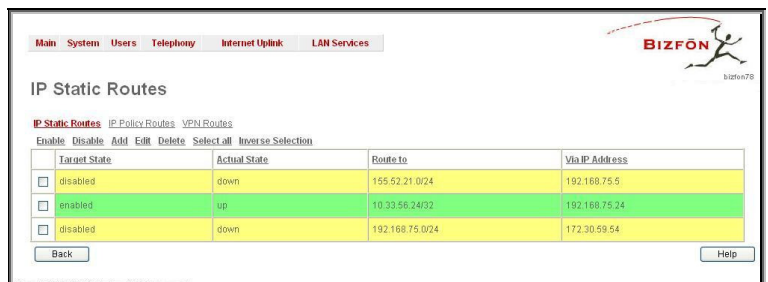 Main System Users Telephony Internet Uplink LAN Services
BIZFŌN
bizfon78
IP Static Routes
IP Static Routes IP Policy Routes VPN Routes
Enable Disable Add Edit Delete Select all Inverse Selection
Target State Actual State Route to Via IP Address
disabled down 155.52.21.0/24 192.168.75.5
enabled up 10.33.56.24/32 192.168.75.24
disabled down 192.168.75.0/24 172.30.59.54
Back Help